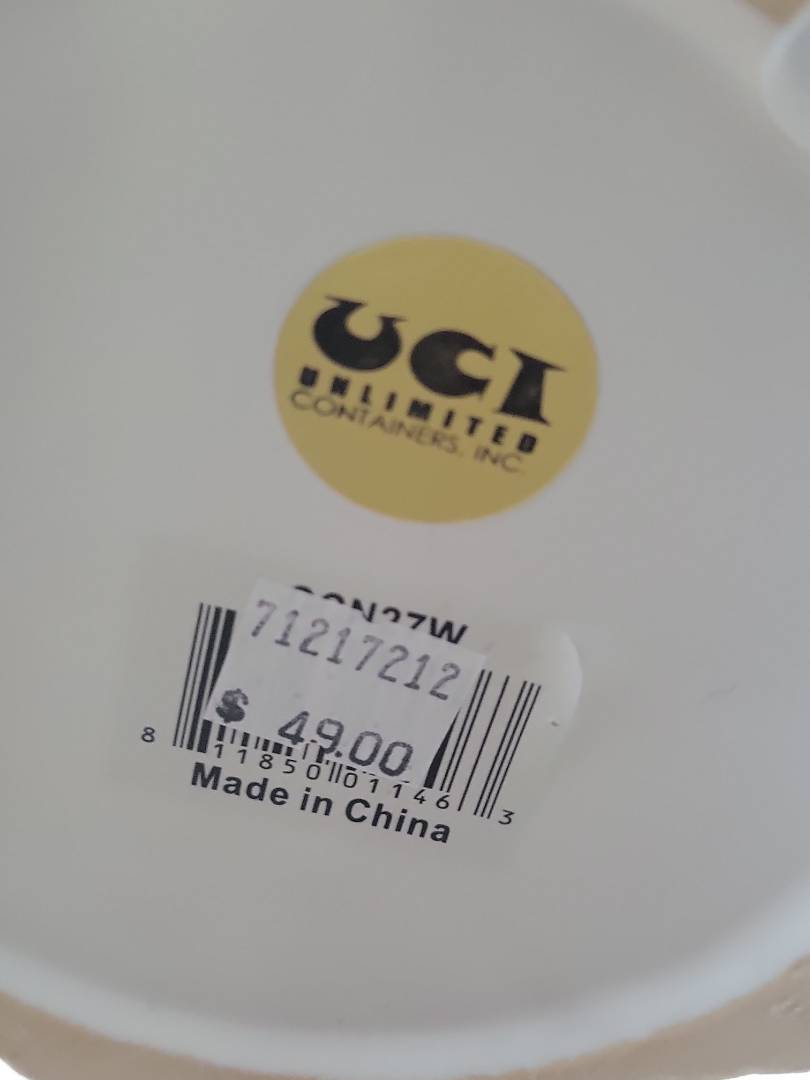 UCI
UNLIMITED
CONTAINERS, INC.
71217212
$ 49.00
8 11850 01146 3
Made in China